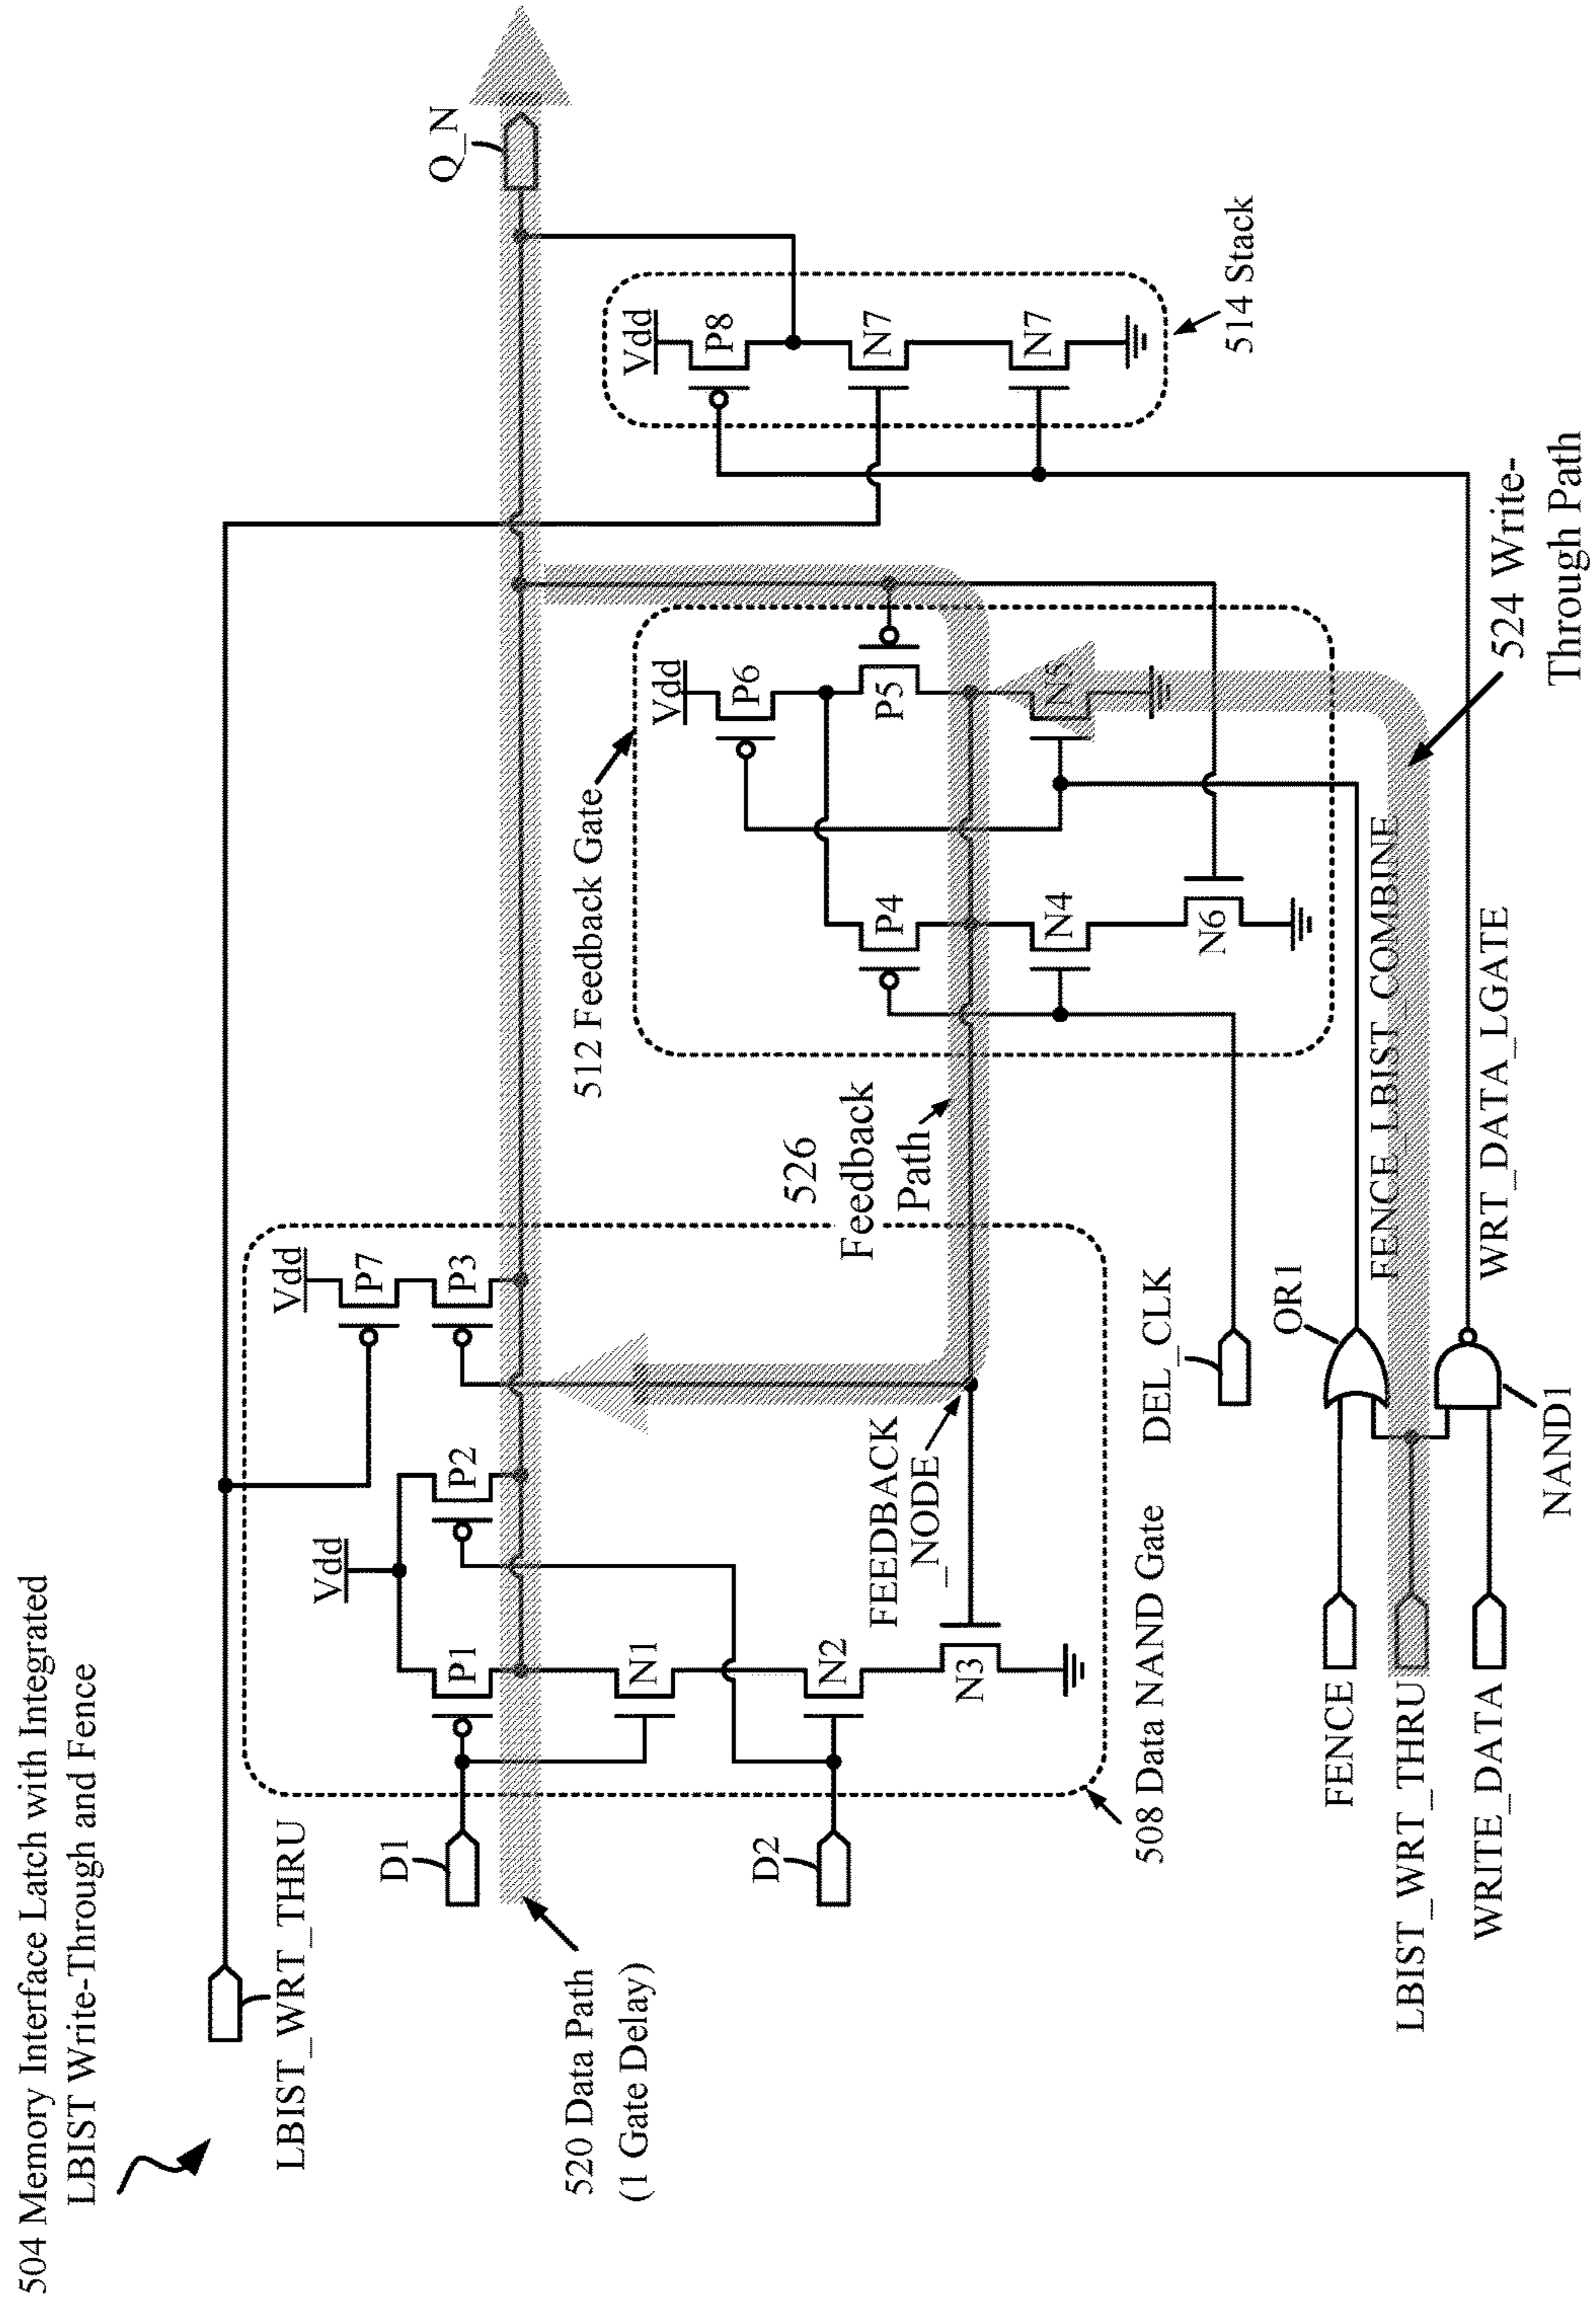 504 Memory Interface Latch with Integrated
LBIST Write-Through and Fence
LBIST_WRT_THRU
520 Data Path
(1 Gate Delay)
D1
D2
Vdd
P1
P2
N1
N2
N3
Vdd
P7
P3
FEEDBACK
_NODE
508 Data NAND Gate
526
Feedback
Path
512 Feedback Gate
Vdd
P6
P5
P4
N4
N5
N6
DEL_CLK
Q_N
Vdd
P8
N7
N7
514 Stack
524 Write-
Through Path
FENCE
LBIST_WRT_THRU
WRITE_DATA
OR1
NAND1
FENCE_LBIST_COMBINE
WRT_DATA_LGATE